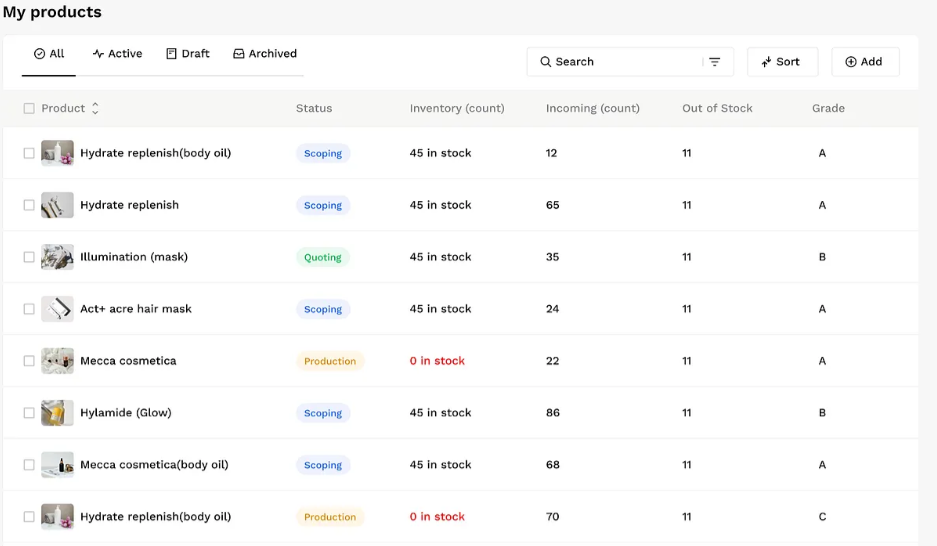 My products
All Active Draft Archived Search Sort Add
Product Status Inventory (count) Incoming (count) Out of Stock Grade
Hydrate replenish(body oil) Scoping 45 in stock 12 11 A
Hydrate replenish Scoping 45 in stock 65 11 A
Illumination (mask) Quoting 45 in stock 35 11 B
Act+ acre hair mask Scoping 45 in stock 24 11 A
Mecca cosmetica Production 0 in stock 22 11 A
Hylamide (Glow) Scoping 45 in stock 86 11 B
Mecca cosmetica(body oil) Scoping 45 in stock 68 11 A
Hydrate replenish(body oil) Production 0 in stock 70 11 C